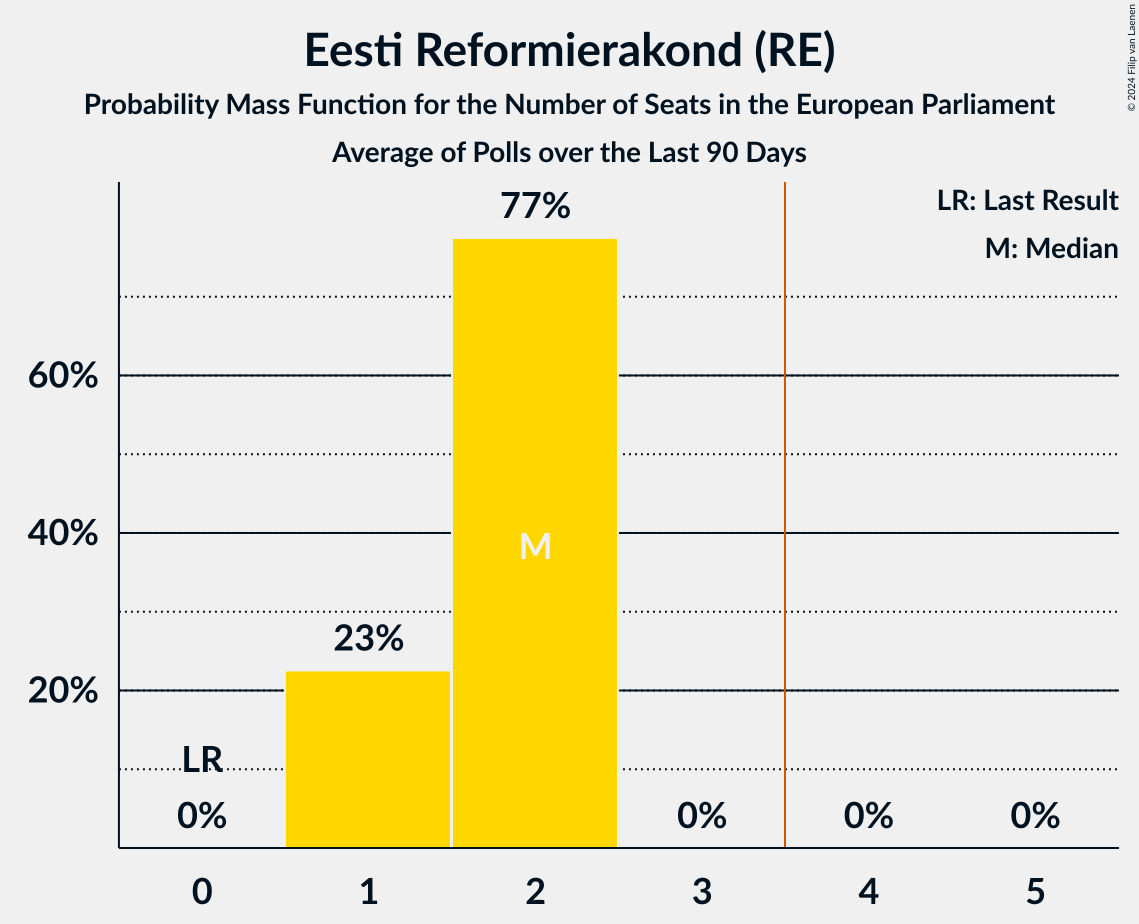 Eesti Reformierakond (RE)
Probability Mass Function for the Number of Seats in the European Parliament
Average of Polls over the Last 90 Days
© 2024 Filip van Laenen
LR: Last Result
M: Median
77%
60%
40%
M
23%
20%
LR
0%
0%
0%
0%
0
1
2
3
4
5